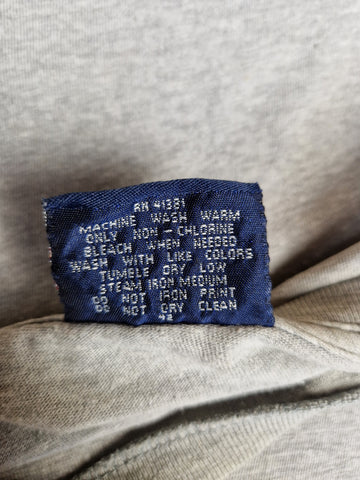 RN 41381
MACHINE WASH WARM
ONLY NON - CHLORINE
BLEACH WHEN NEEDED
WASH WITH LIKE COLORS
TUMBLE DRY LOW
STEAM IRON MEDIUM
DO NOT IRON PRINT
DO NOT DRY CLEAN